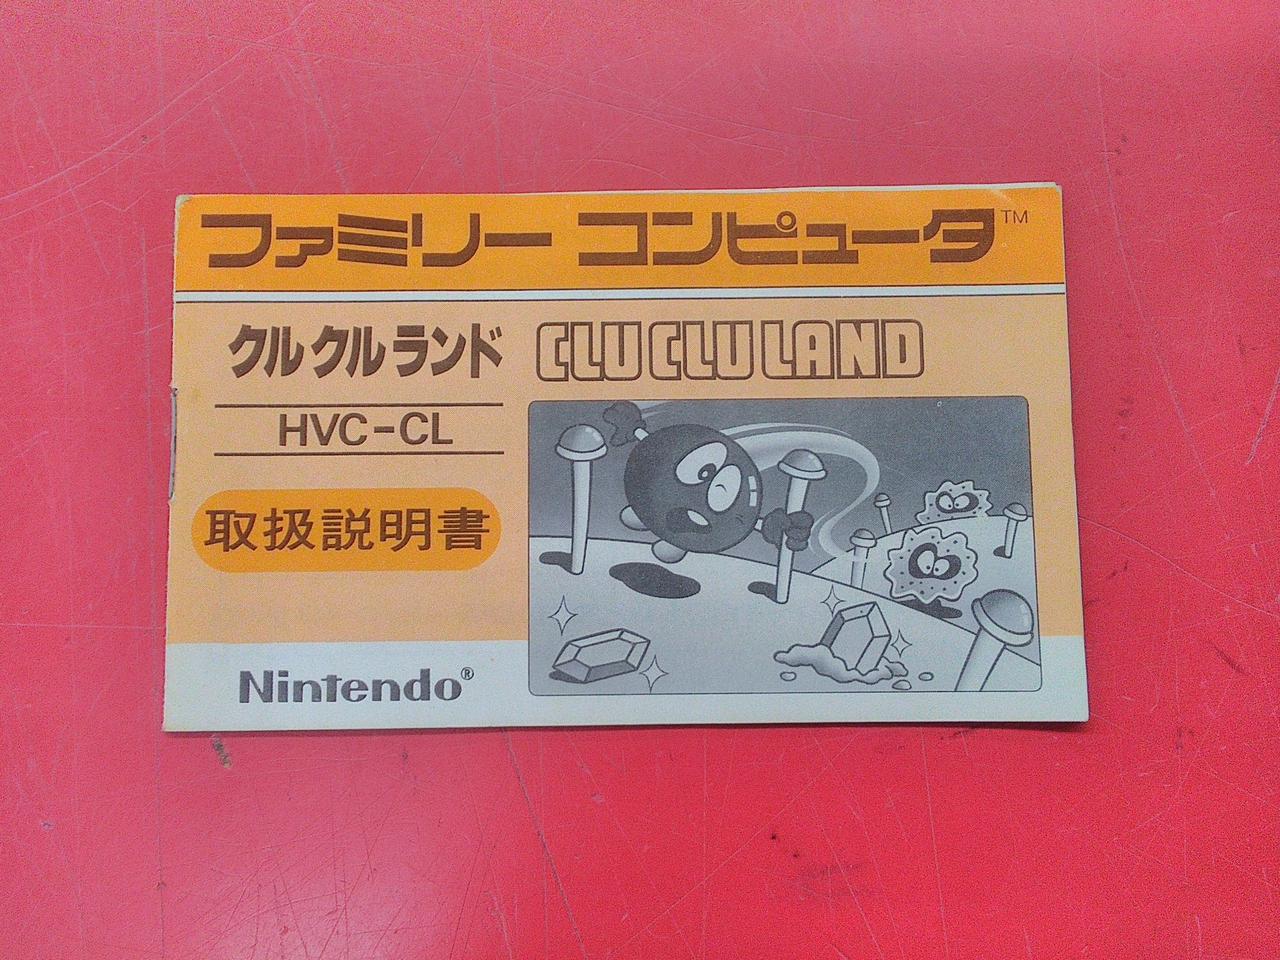 ファミリー コンピュータ™
クルクルランド CLU CLU LAND
HVC-CL
取扱説明書
Nintendo®